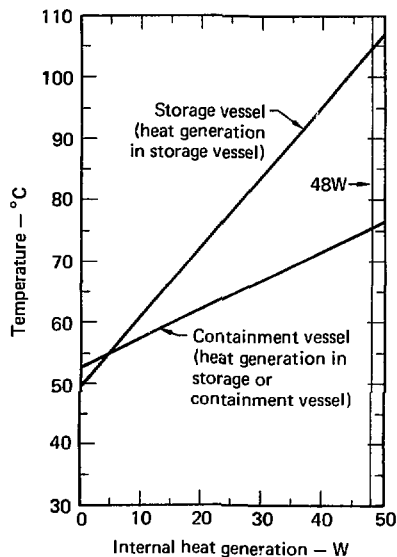 110
100
90
80
70
60
50
40
30
Temperature — °C
Storage vessel
(heat generation
in storage vessel)
48W
Containment vessel
(heat generation in
storage or
containment vessel)
0
10
20
30
40
50
Internal heat generation — W